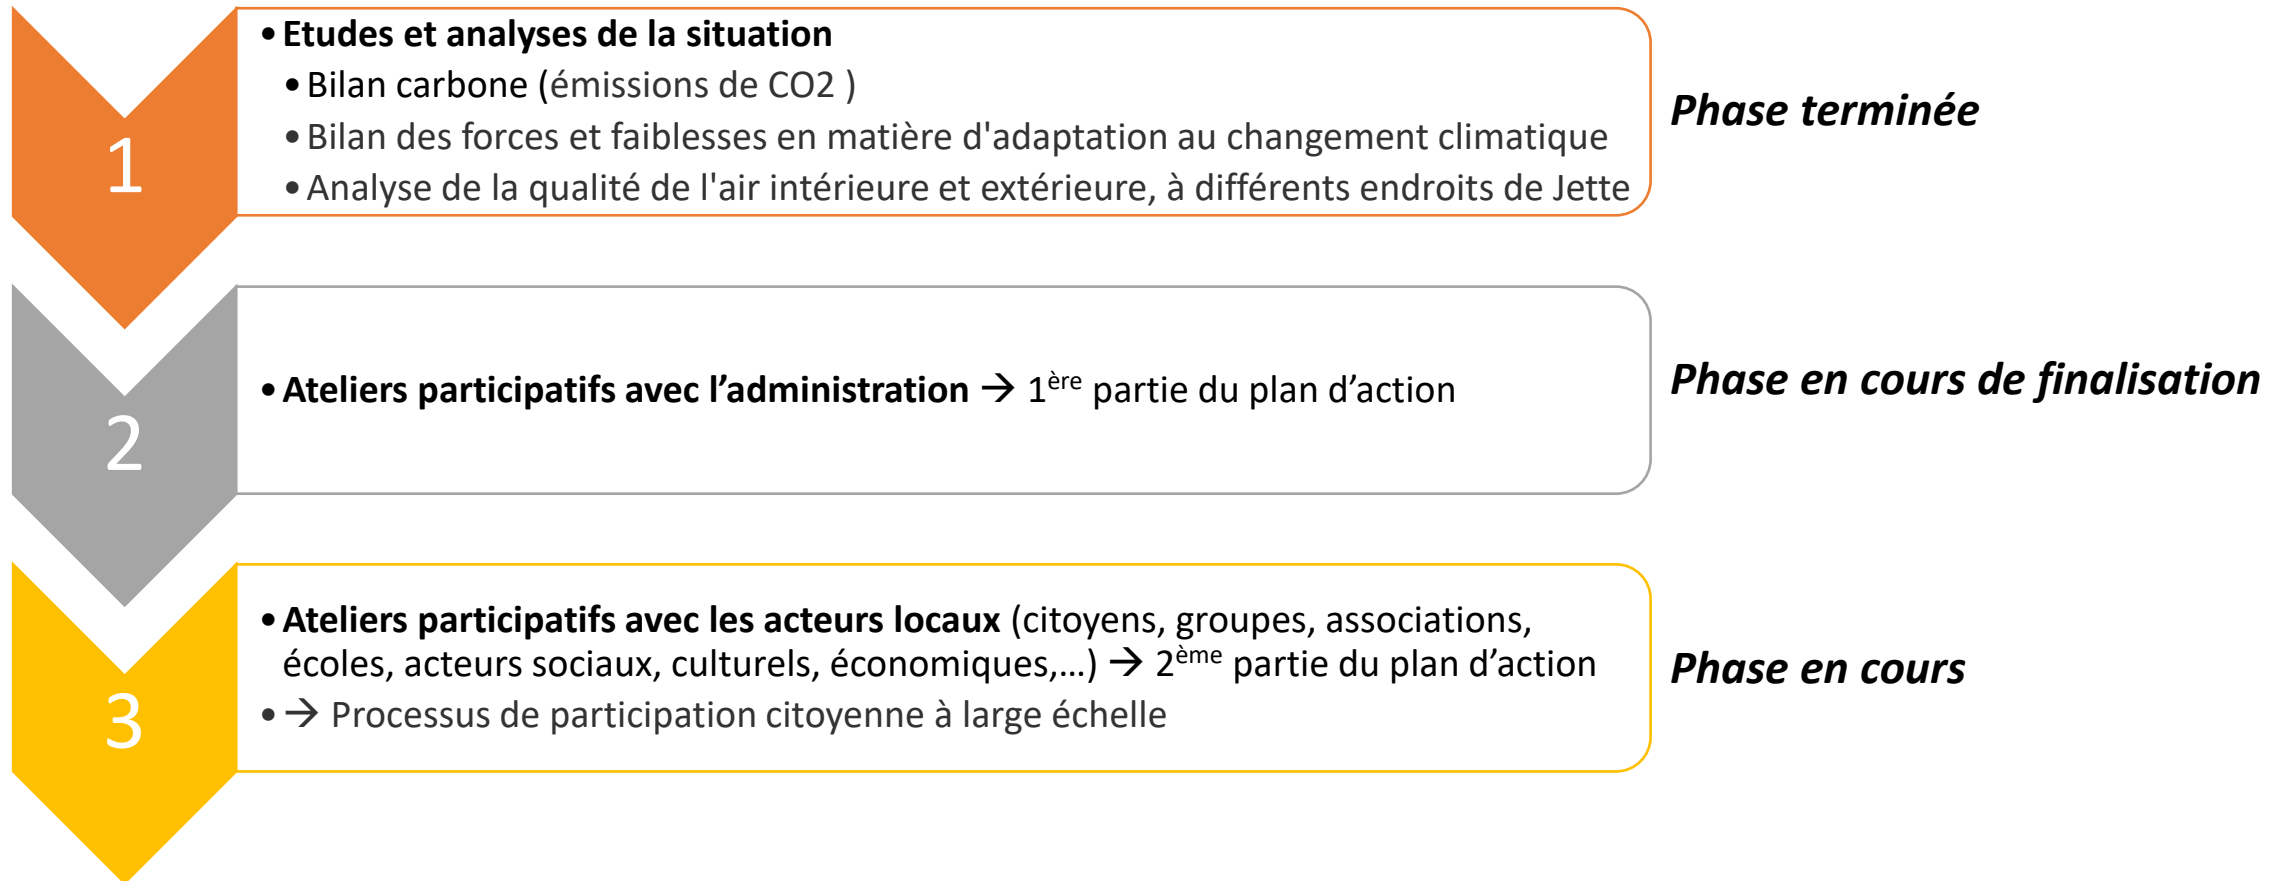 1
• Etudes et analyses de la situation
• Bilan carbone (émissions de CO2 )
• Bilan des forces et faiblesses en matière d'adaptation au changement climatique
• Analyse de la qualité de l'air intérieure et extérieure, à différents endroits de Jette
Phase terminée
2
• Ateliers participatifs avec l’administration → 1ère partie du plan d’action
Phase en cours de finalisation
3
• Ateliers participatifs avec les acteurs locaux (citoyens, groupes, associations,
écoles, acteurs sociaux, culturels, économiques,…) → 2ème partie du plan d’action
• → Processus de participation citoyenne à large échelle
Phase en cours